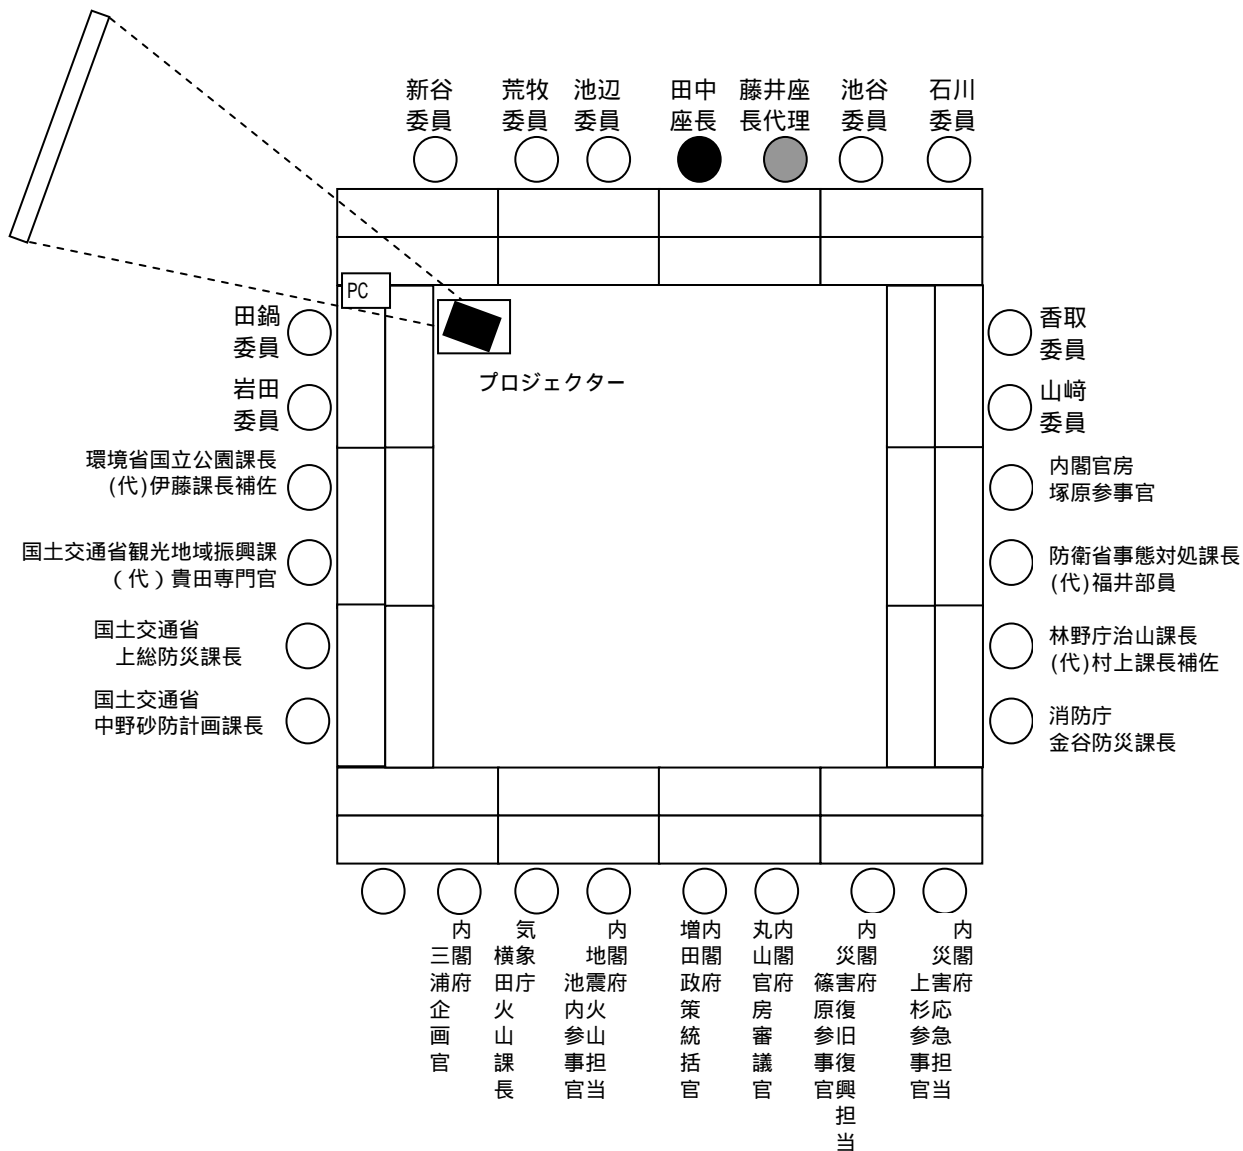 新谷
委員
荒牧
委員
池辺
委員
田中
座長
藤井座
長代理
池谷
委員
石川
委員
PC
プロジェクター
田鍋
委員
岩田
委員
環境省国立公園課長
(代)伊藤課長補佐
国土交通省観光地域振興課
（代）貴田専門官
国土交通省
上総防災課長
国土交通省
中野砂防計画課長
香取
委員
山﨑
委員
内閣官房
塚原参事官
防衛省事態対処課長
(代)福井部員
林野庁治山課長
(代)村上課長補佐
消防庁
金谷防災課長
内閣府
三浦企画官
気象庁
横田火山課長
内閣府
地震火山担当
池内参事官
内閣府
増田政策統括官
内閣府
丸山官房審議官
内閣府
災害復旧復興担当
篠原参事官
内閣府
災害応急担当
上杉参事官